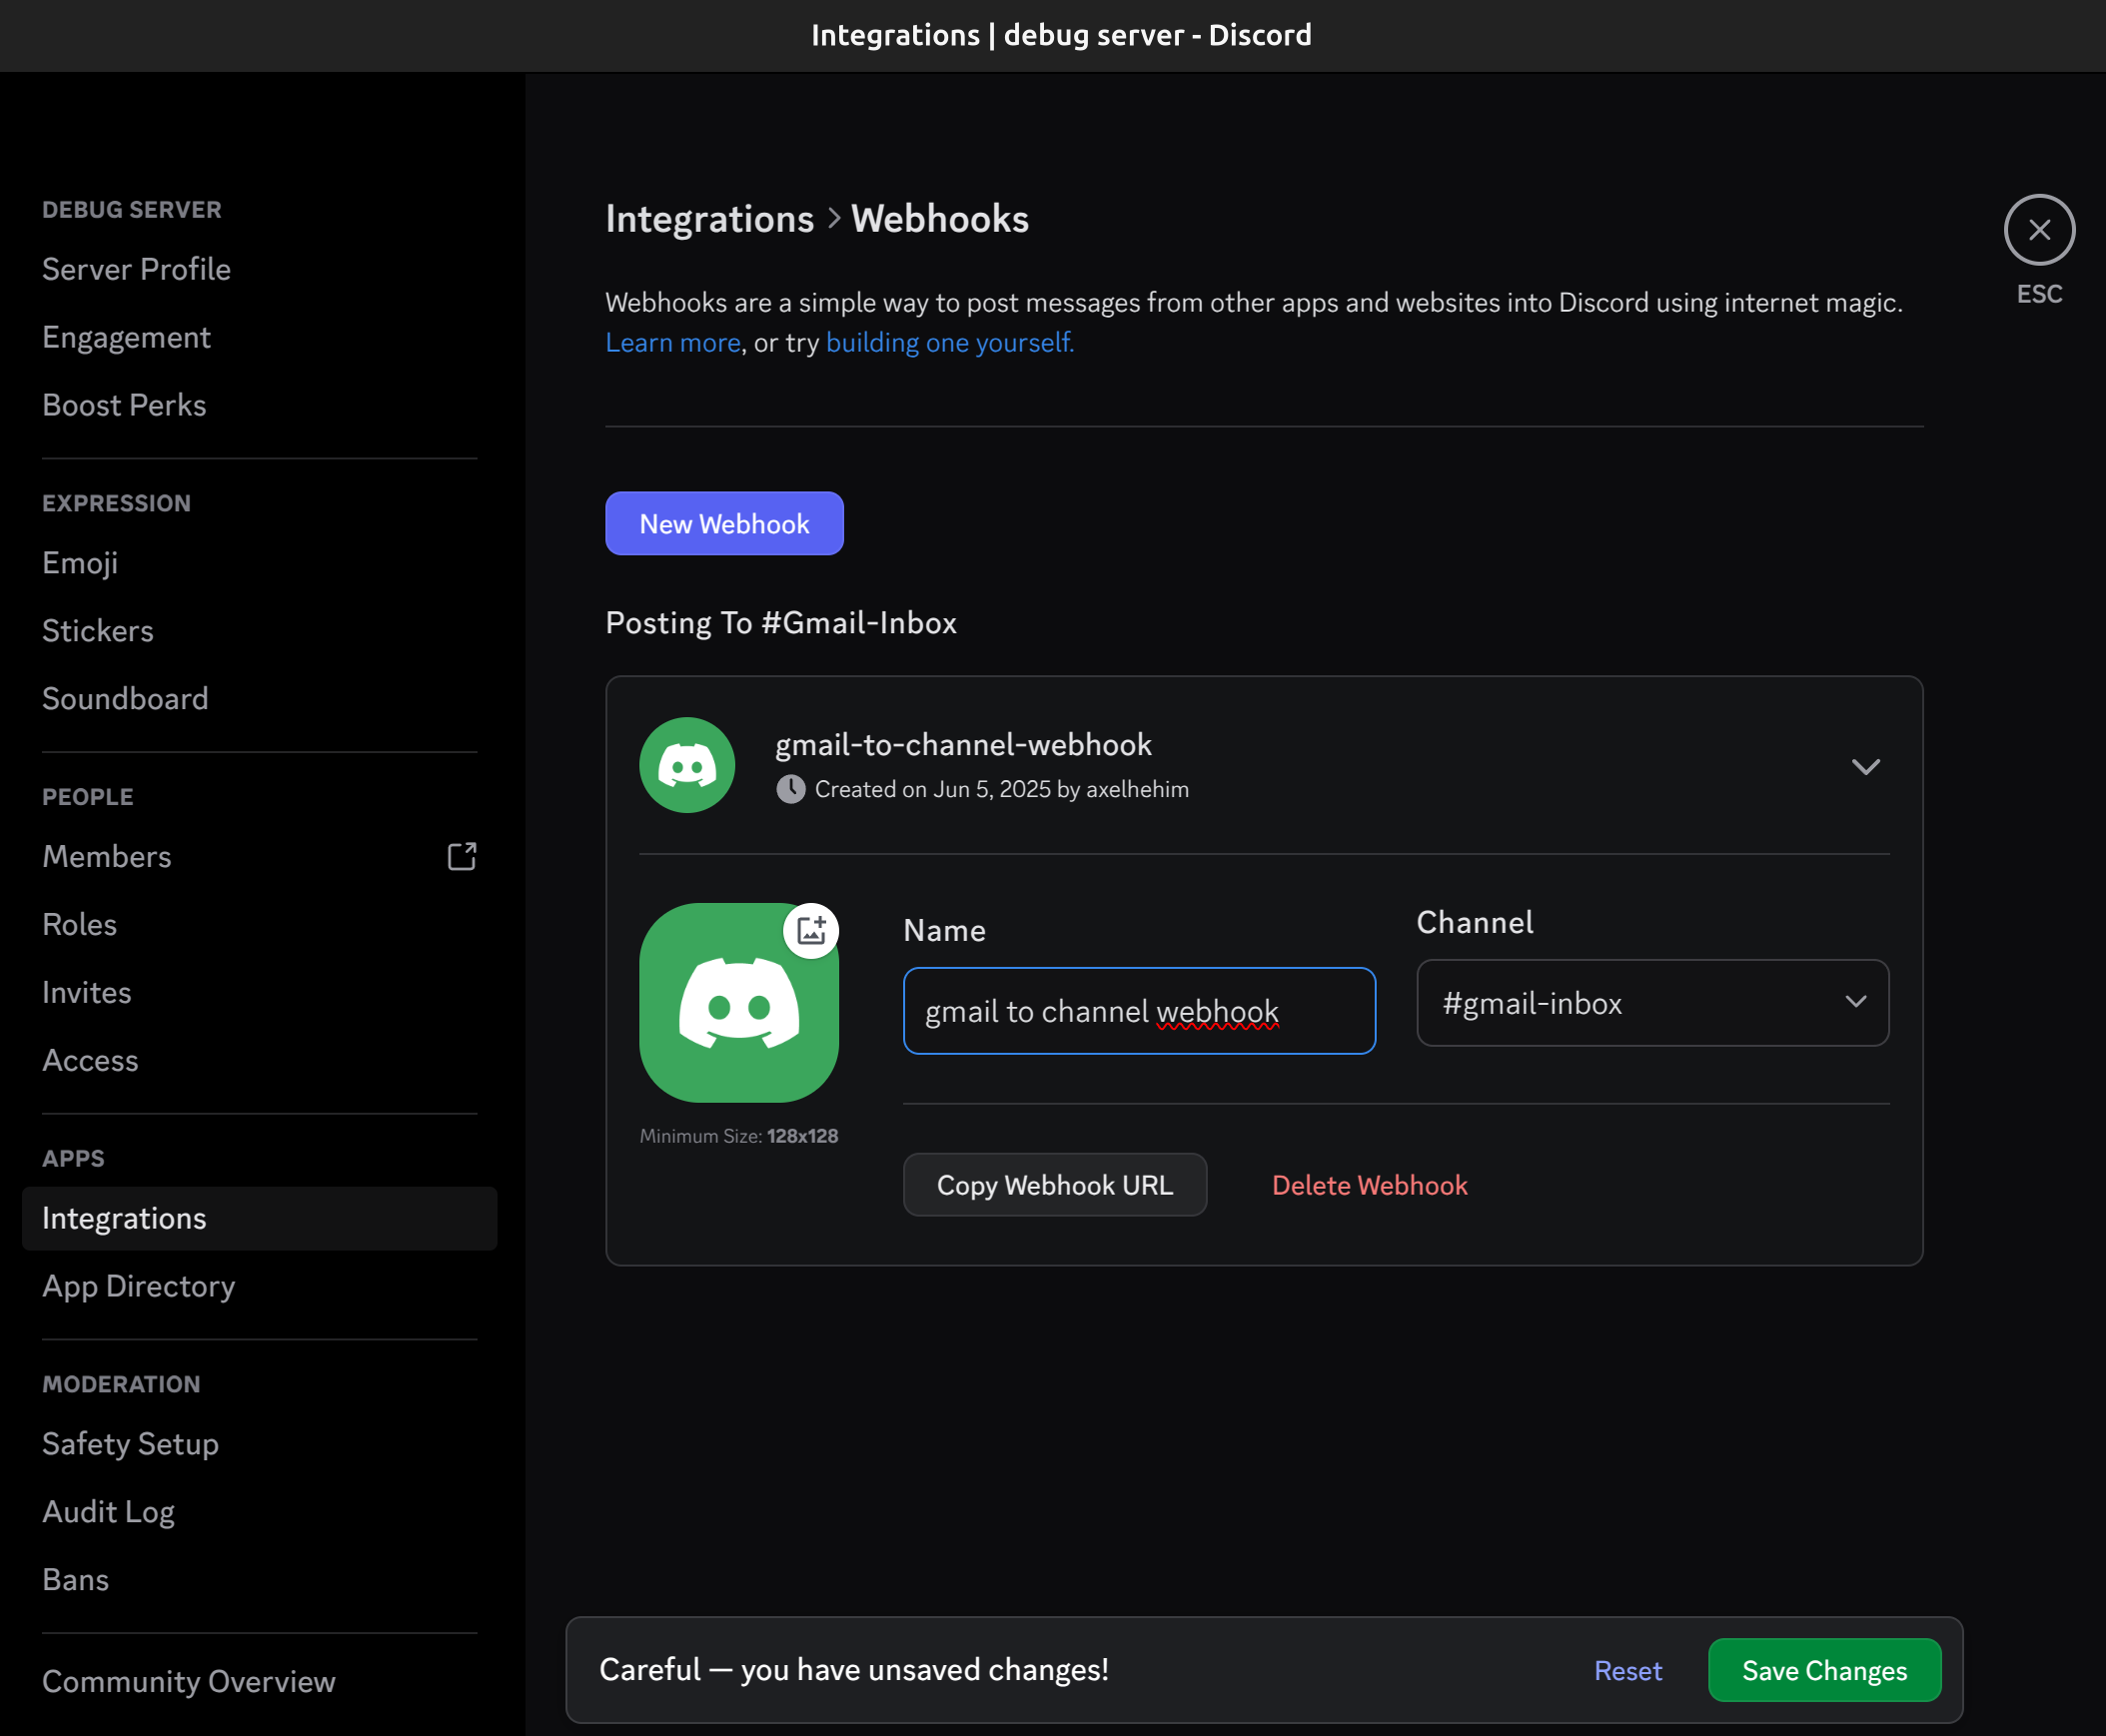 Integrations | debug server - Discord
DEBUG SERVER
Server Profile
Engagement
Boost Perks
EXPRESSION
Emoji
Stickers
Soundboard
PEOPLE
Members
Roles
Invites
Access
APPS
Integrations
App Directory
MODERATION
Safety Setup
Audit Log
Bans
Community Overview
Integrations > Webhooks
ESC
Webhooks are a simple way to post messages from other apps and websites into Discord using internet magic.
Learn more, or try building one yourself.
New Webhook
Posting To #Gmail-Inbox
gmail-to-channel-webhook
Created on Jun 5, 2025 by axelhehim
Minimum Size: 128x128
Name
gmail to channel webhook
Channel
#gmail-inbox
Copy Webhook URL
Delete Webhook
Careful — you have unsaved changes!
Reset
Save Changes